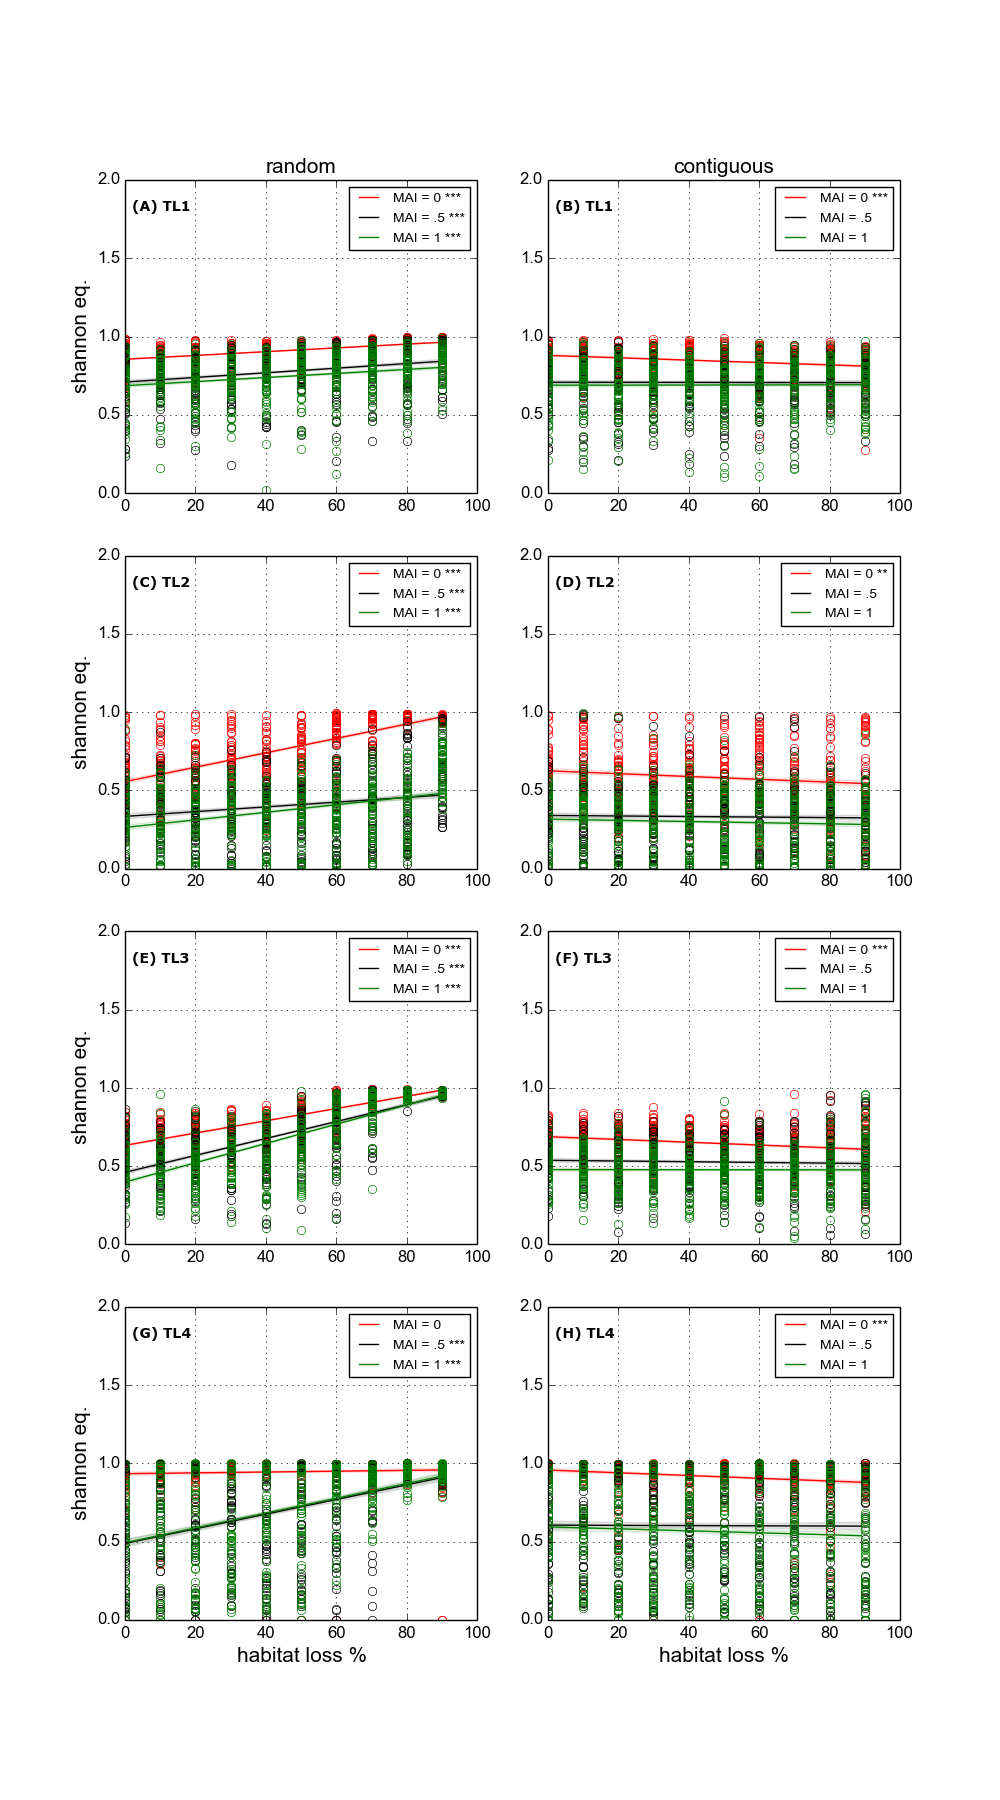 random
contiguous
2.0
1.5
1.0
0.5
0.0
shannon eq.
(A) TL1
MAI = 0 ***
MAI = .5 ***
MAI = 1 ***
0 20 40 60 80 100
2.0
1.5
1.0
0.5
0.0
(B) TL1
MAI = 0 ***
MAI = .5
MAI = 1
0 20 40 60 80 100
2.0
1.5
1.0
0.5
0.0
shannon eq.
(C) TL2
MAI = 0 ***
MAI = .5 ***
MAI = 1 ***
0 20 40 60 80 100
2.0
1.5
1.0
0.5
0.0
(D) TL2
MAI = 0 **
MAI = .5
MAI = 1
0 20 40 60 80 100
2.0
1.5
1.0
0.5
0.0
shannon eq.
(E) TL3
MAI = 0 ***
MAI = .5 ***
MAI = 1 ***
0 20 40 60 80 100
2.0
1.5
1.0
0.5
0.0
(F) TL3
MAI = 0 ***
MAI = .5
MAI = 1
0 20 40 60 80 100
2.0
1.5
1.0
0.5
0.0
shannon eq.
(G) TL4
MAI = 0
MAI = .5 ***
MAI = 1 ***
0 20 40 60 80 100
habitat loss %
2.0
1.5
1.0
0.5
0.0
(H) TL4
MAI = 0 ***
MAI = .5
MAI = 1
0 20 40 60 80 100
habitat loss %